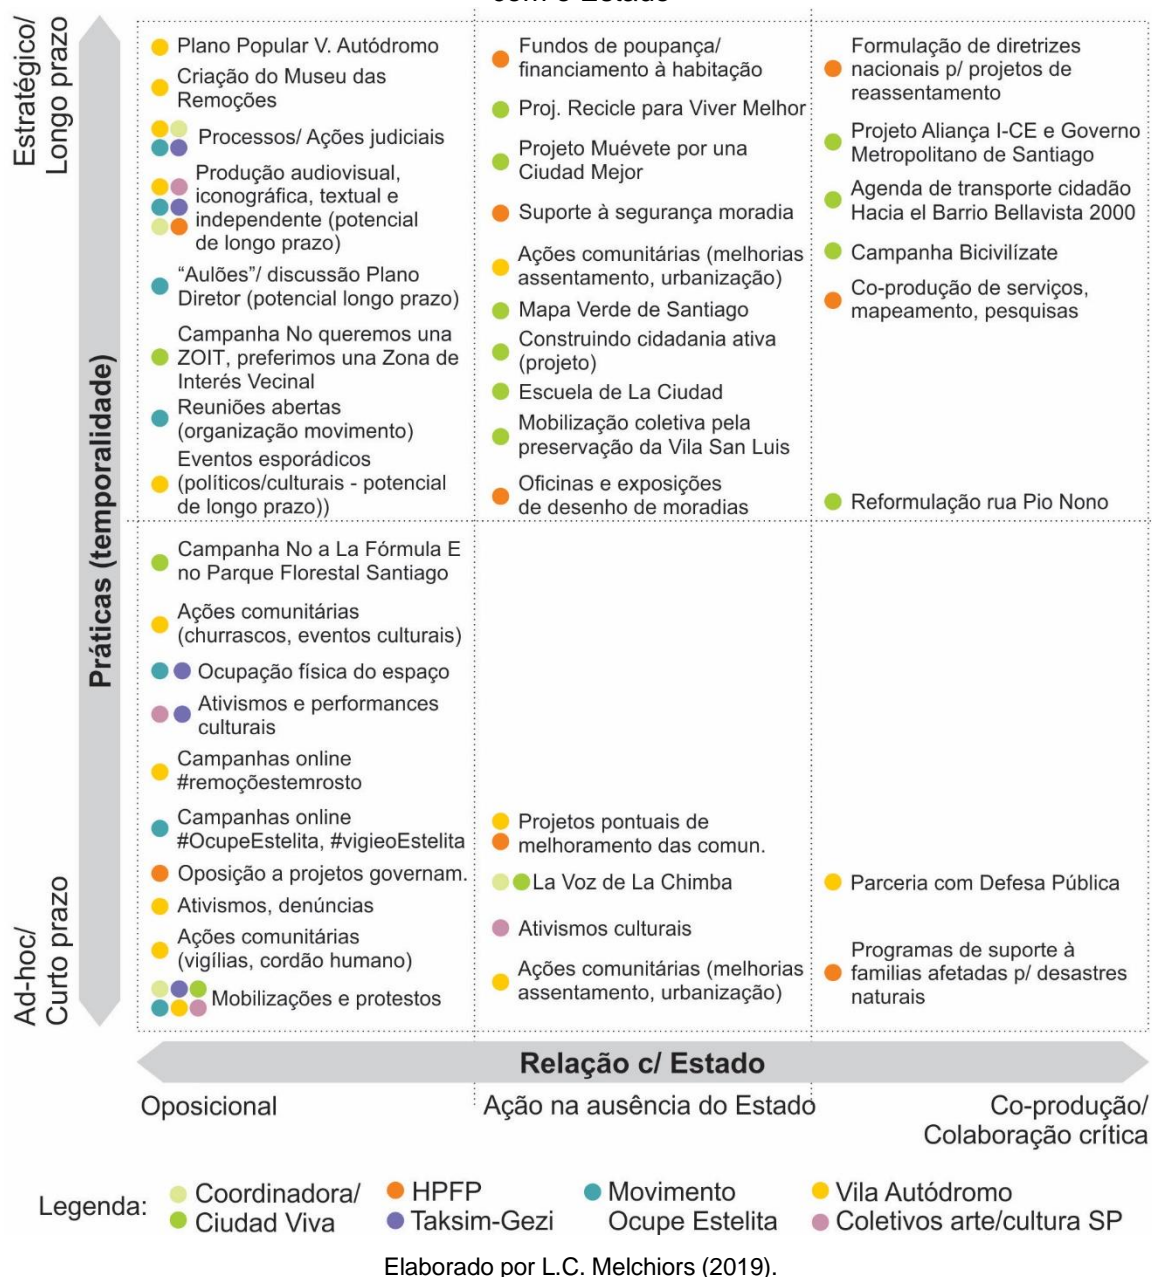 com o Estado
Estratégico/
Longo prazo
Práticas (temporalidade)
Ad-hoc/
Curto prazo
Plano Popular V. Autódromo
Criação do Museu das
Remoções
Processos/ Ações judiciais
Produção audiovisual,
iconográfica, textual e
independente (potencial
de longo prazo)
“Aulões”/ discussão Plano
Diretor (potencial longo prazo)
Campanha No queremos una
ZOIT, preferimos una Zona de
Interés Vecinal
Reuniões abertas
(organização movimento)
Eventos esporádicos
(políticos/culturais - potencial
de longo prazo))
Fundos de poupança/
financiamento à habitação
Proj. Recicle para Viver Melhor
Projeto Muévete por una
Ciudad Mejor
Suporte à segurança moradia
Ações comunitárias (melhorias
assentamento, urbanização)
Mapa Verde de Santiago
Construindo cidadania ativa
(projeto)
Escuela de La Ciudad
Mobilização coletiva pela
preservação da Vila San Luis
Oficinas e exposições
de desenho de moradias
Formulação de diretrizes
nacionais p/ projetos de
reassentamento
Projeto Aliança I-CE e Governo
Metropolitano de Santiago
Agenda de transporte cidadão
Hacia el Barrio Bellavista 2000
Campanha Bicivilízate
Co-produção de serviços,
mapeamento, pesquisas
Reformulação rua Pio Nono
Campanha No a La Fórmula E
no Parque Florestal Santiago
Ações comunitárias
(churrascos, eventos culturais)
Ocupação física do espaço
Ativismos e performances
culturais
Campanhas online
#remoçõestemrosto
Campanhas online
#OcupeEstelita, #vigieoEstelita
Oposição a projetos governam.
Ativismos, denúncias
Ações comunitárias
(vigílias, cordão humano)
Mobilizações e protestos
Projetos pontuais de
melhoramento das comun.
La Voz de La Chimba
Ativismos culturais
Ações comunitárias (melhorias
assentamento, urbanização)
Parceria com Defesa Pública
Programas de suporte à
familias afetadas p/ desastres
naturais
Relação c/ Estado
Oposicional
Ação na ausência do Estado
Co-produção/
Colaboração crítica
Legenda:
Coordinadora/
Ciudad Viva
HPFP
Taksim-Gezi
Movimento
Ocupe Estelita
Vila Autódromo
Coletivos arte/cultura SP
Elaborado por L.C. Melchiors (2019).